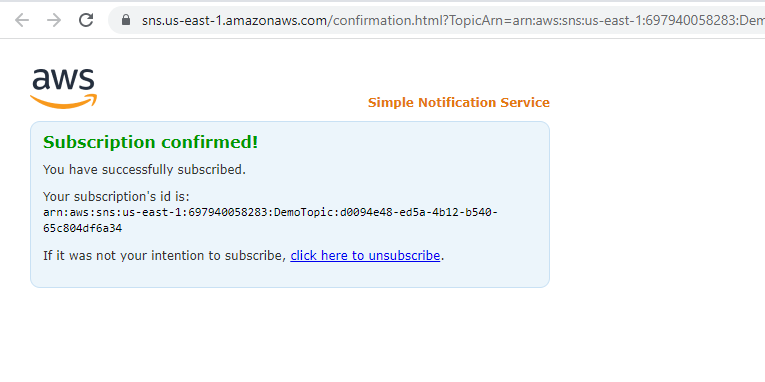 sns.us-east-1.amazonaws.com/confirmation.html?TopicArn=arn:aws:sns:us-east-1:697940058283:Dem
aws
Simple Notification Service
Subscription confirmed!
You have successfully subscribed.
Your subscription's id is:
arn:aws:sns:us-east-1:697940058283:DemoTopic:d0094e48-ed5a-4b12-b540-
65c804df6a34
If it was not your intention to subscribe, click here to unsubscribe.